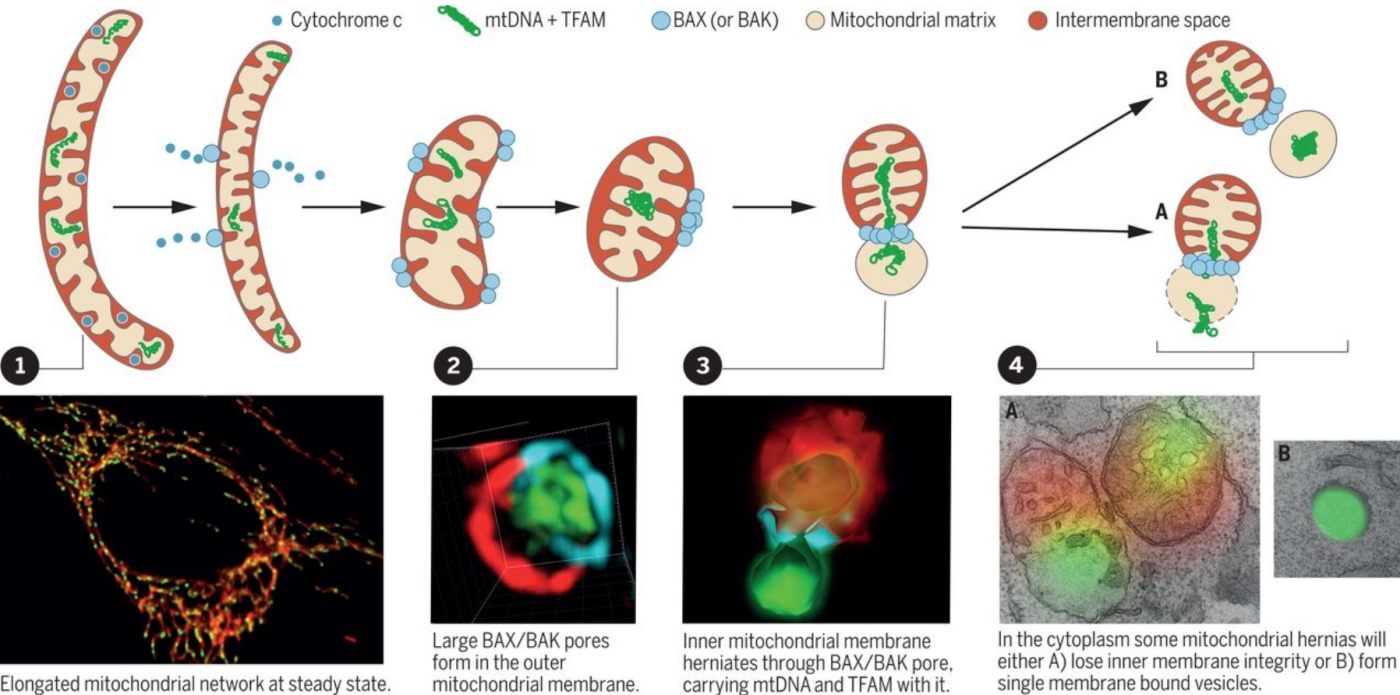 Cytochrome c
mtDNA + TFAM
BAX (or BAK)
Mitochondrial matrix
Intermembrane space
B
A
1
2
3
4
A
B
Elongated mitochondrial network at steady state.
Large BAX/BAK pores
form in the outer
mitochondrial membrane.
Inner mitochondrial membrane
herniates through BAX/BAK pore,
carrying mtDNA and TFAM with it.
In the cytoplasm some mitochondrial hernias will
either A) lose inner membrane integrity or B) form
single membrane bound vesicles.